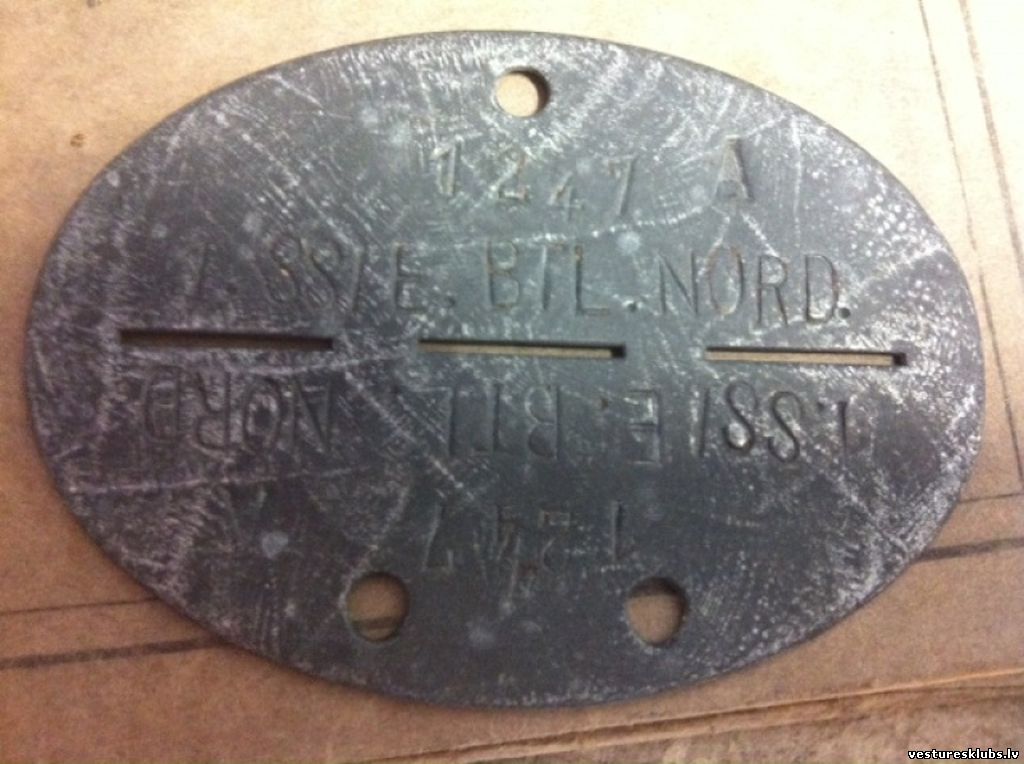 1247 A
1 SS/E. BTL. NORD.
1. SS/E. BTL. NORD
1247
vesturesklubs.lv